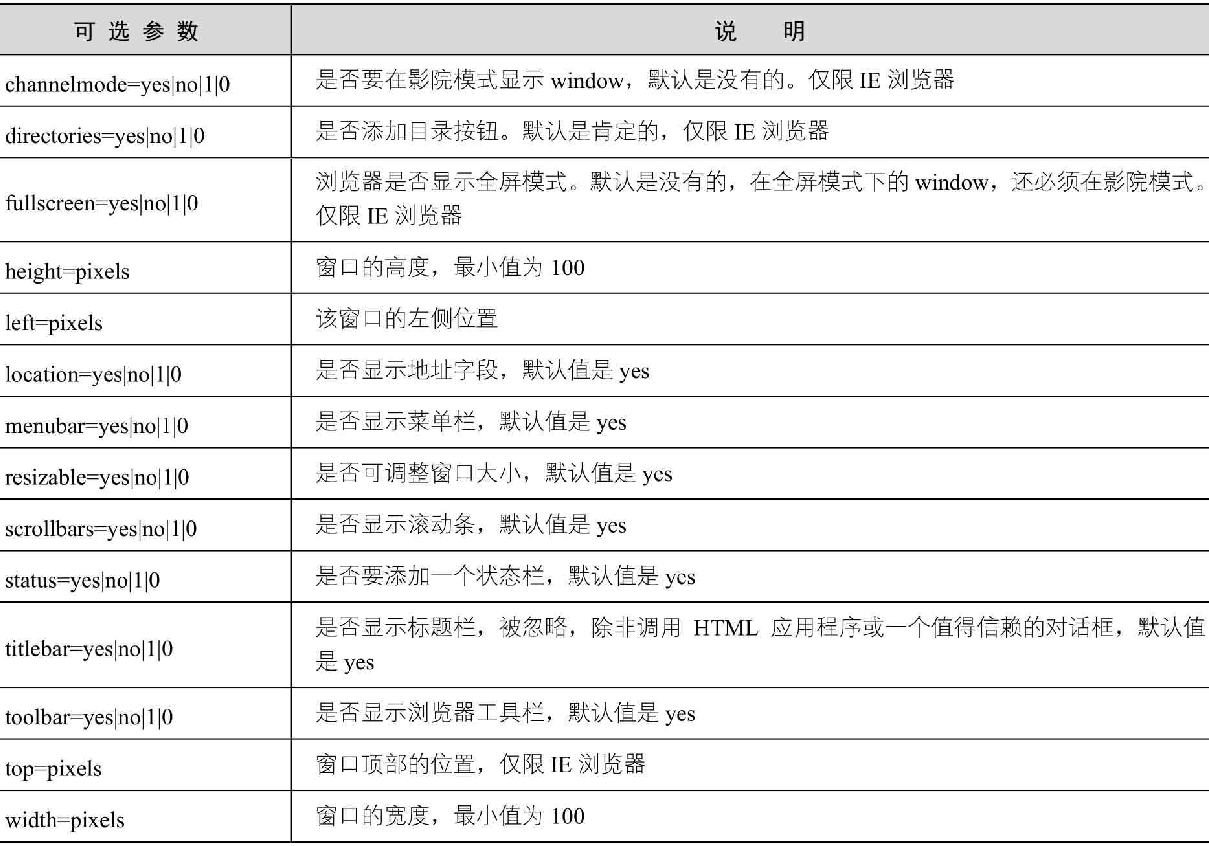 可选参数 说 明
channelmode=yes|no|1|0 是否要在影院模式显示 window，默认是没有的。仅限 IE 浏览器
directories=yes|no|1|0 是否添加目录按钮。默认是肯定的，仅限 IE 浏览器
fullscreen=yes|no|1|0 浏览器是否显示全屏模式。默认是没有的，在全屏模式下的 window，还必须在影院模式。
仅限 IE 浏览器
height=pixels 窗口的高度，最小值为 100
left=pixels 该窗口的左侧位置
location=yes|no|1|0 是否显示地址字段，默认值是 yes
menubar=yes|no|1|0 是否显示菜单栏，默认值是 yes
resizable=yes|no|1|0 是否可调整窗口大小，默认值是 yes
scrollbars=yes|no|1|0 是否显示滚动条，默认值是 yes
status=yes|no|1|0 是否要添加一个状态栏，默认值是 yes
titlebar=yes|no|1|0 是否显示标题栏，被忽略，除非调用 HTML 应用程序或一个值得信赖的对话框，默认值
是 yes
toolbar=yes|no|1|0 是否显示浏览器工具栏，默认值是 yes
top=pixels 窗口顶部的位置，仅限 IE 浏览器
width=pixels 窗口的宽度，最小值为 100